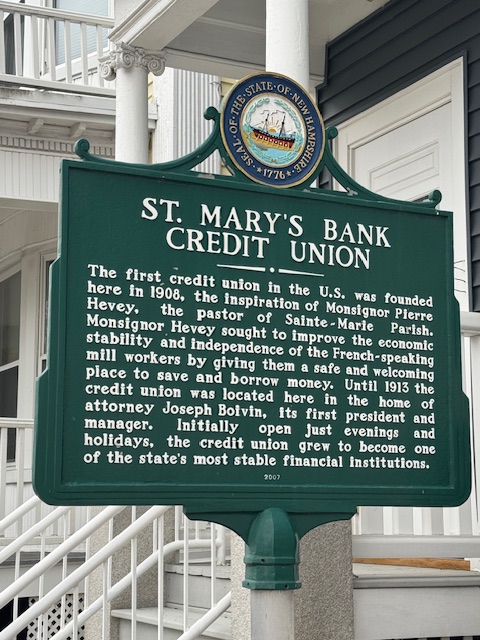 SEAL·OF·THE·STATE·OF·NEW HAMPSHIRE
★1776★
ST. MARY'S BANK
CREDIT UNION
The first credit union in the U.S. was founded
here in 1908, the inspiration of Monsignor Pierre
Hevey, the pastor of Sainte-Marie Parish.
Monsignor Hevey sought to improve the economic
stability and independence of the French-speaking
mill workers by giving them a safe and welcoming
place to save and borrow money. Until 1913 the
credit union was located here in the home of
attorney Joseph Boivin, its first president and
manager. Initially open just evenings and
holidays, the credit union grew to become one
of the state's most stable financial institutions.
2007